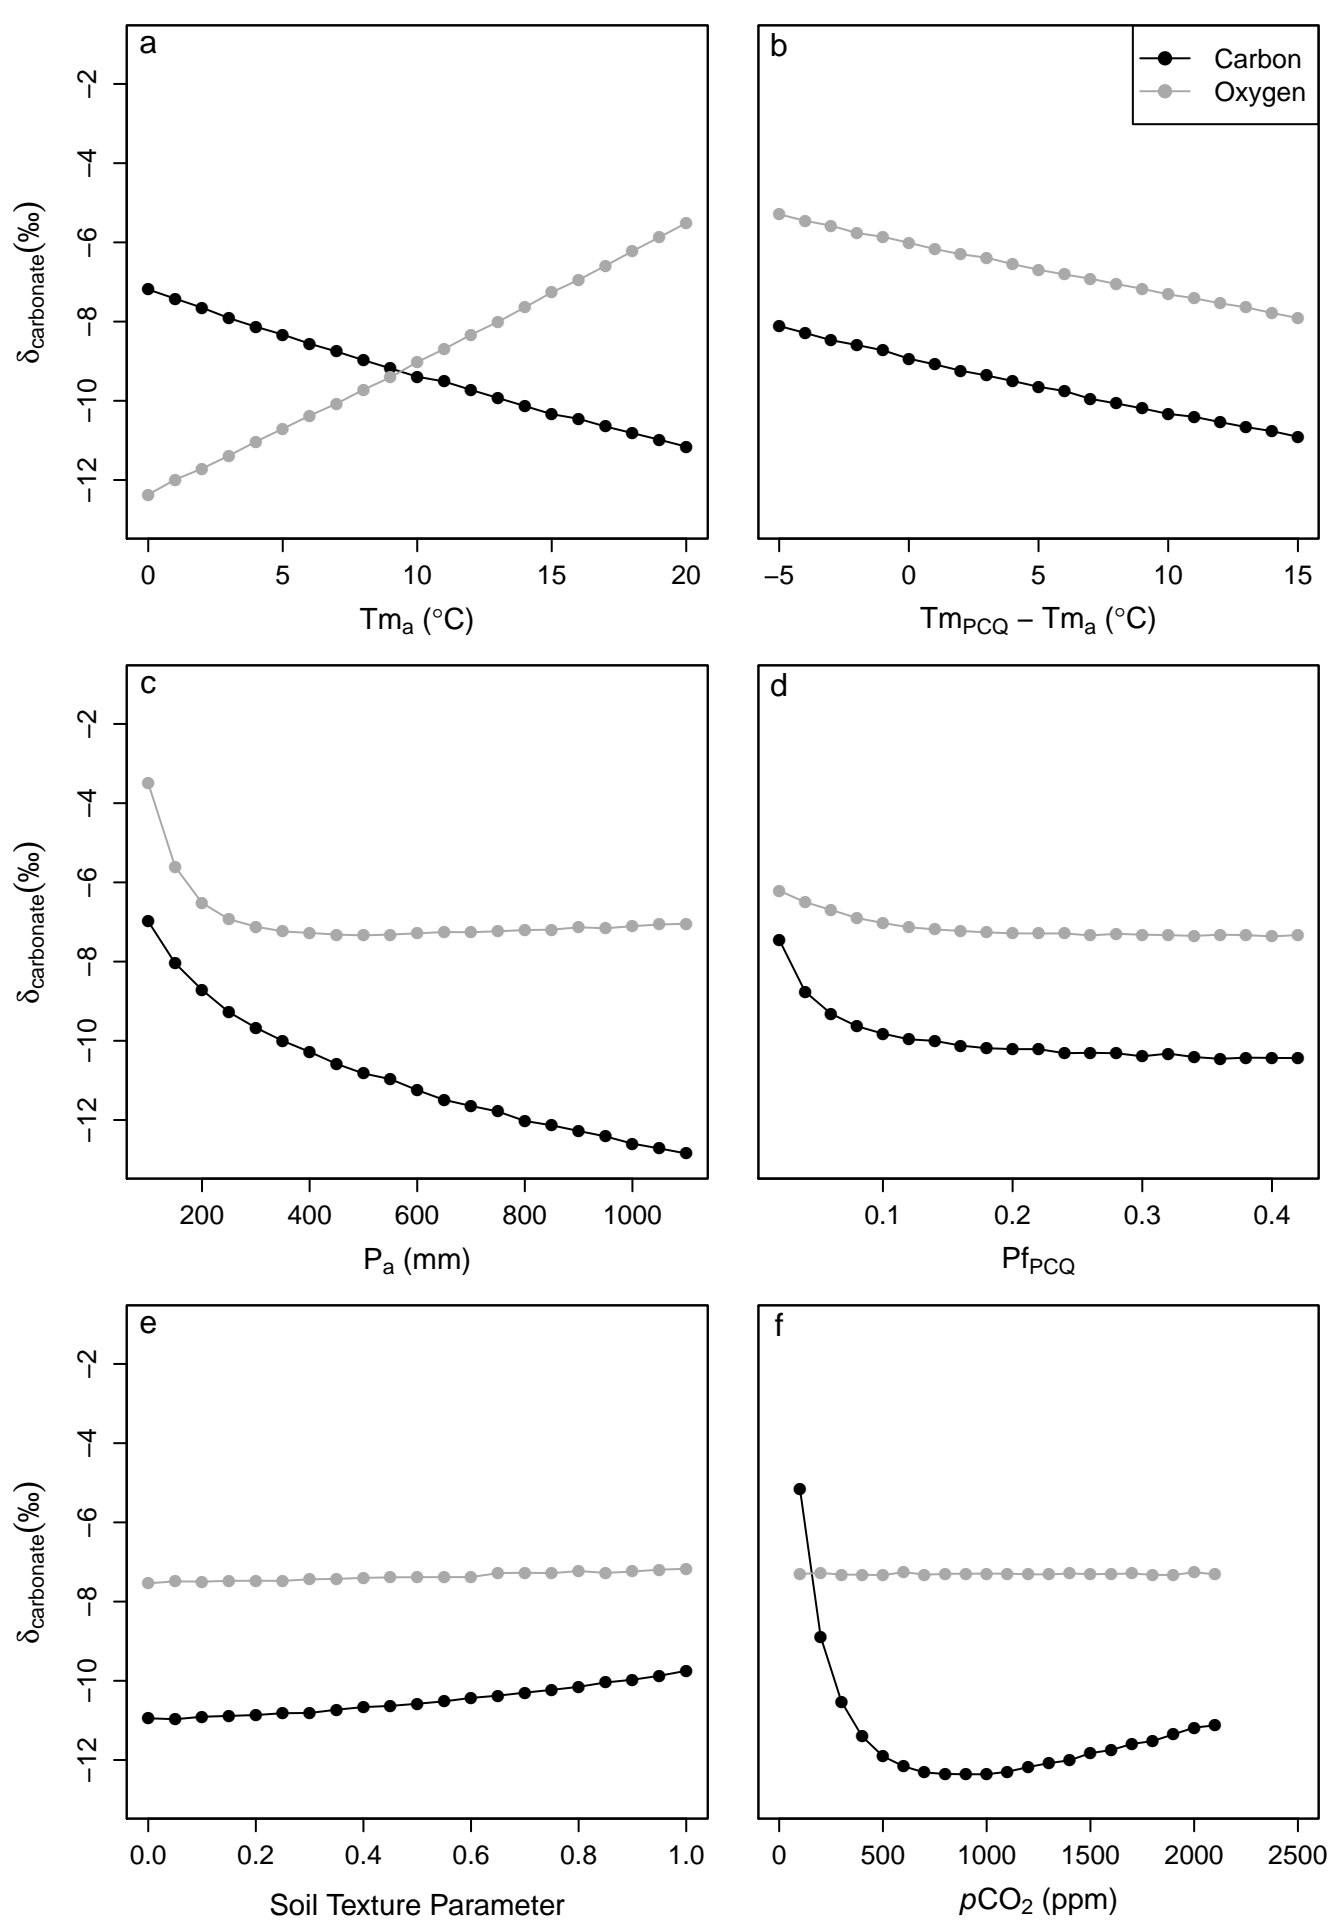 a
b
Carbon
Oxygen
−2
−4
−6
−8
−10
−12
δcarbonate(‰)
0 5 10 15 20
Tma (°C)
−5 0 5 10 15
TmPCQ − Tma (°C)
c
d
−2
−4
−6
−8
−10
−12
δcarbonate(‰)
200 400 600 800 1000
Pa (mm)
0.1 0.2 0.3 0.4
PfPCQ
e
f
−2
−4
−6
−8
−10
−12
δcarbonate(‰)
0.0 0.2 0.4 0.6 0.8 1.0
Soil Texture Parameter
0 500 1000 1500 2000 2500
pCO2 (ppm)